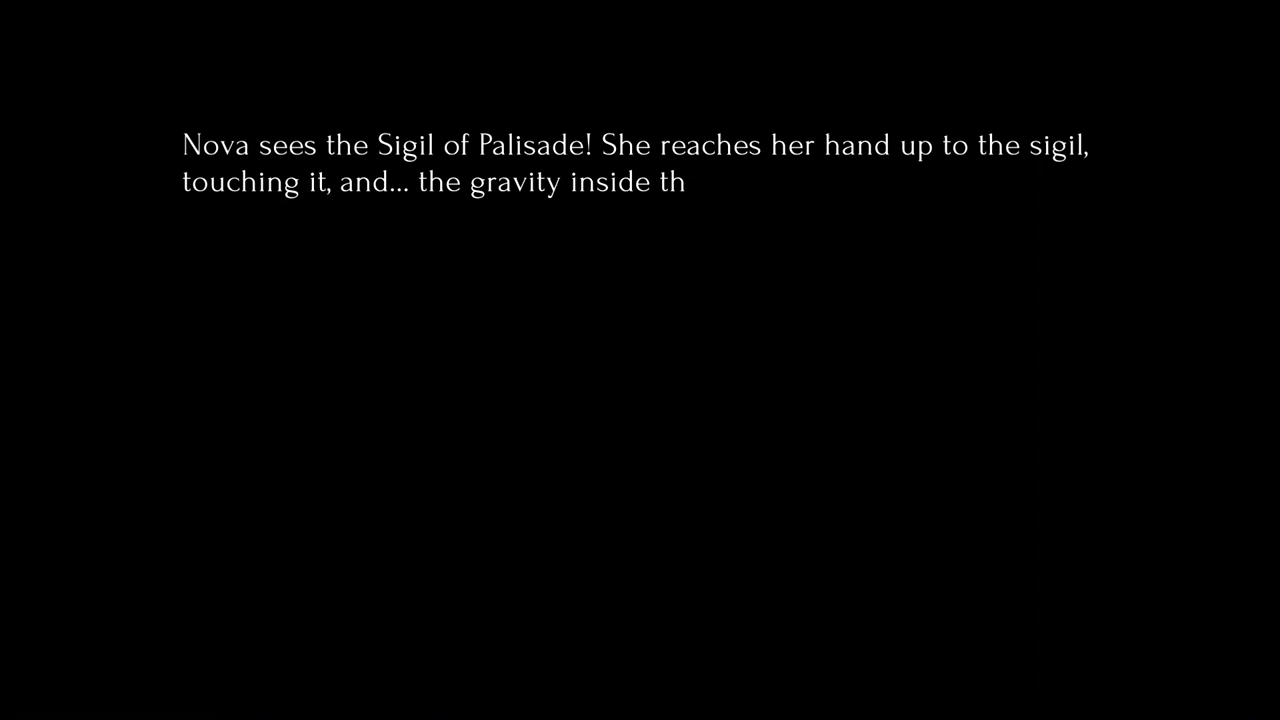 Nova sees the Sigil of Palisade! She reaches her hand up to the sigil,
touching it, and... the gravity inside th